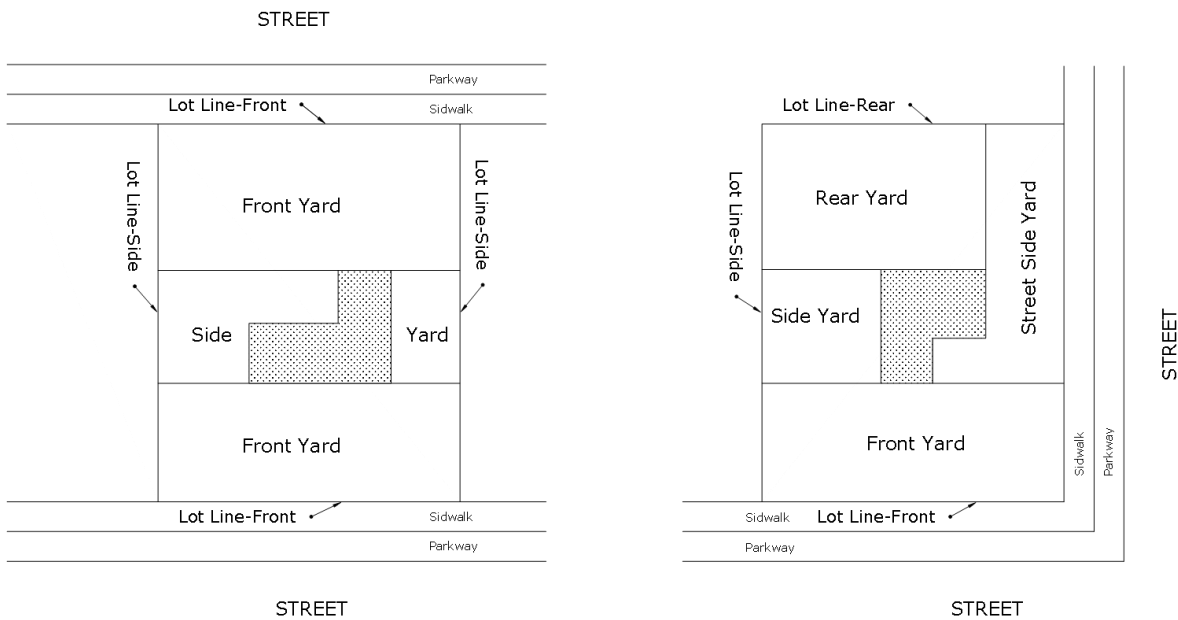 STREET
Parkway
Lot Line-Front
Sidwalk
Lot Line-Side
Lot Line-Side
Front Yard
Side
Yard
Front Yard
Lot Line-Front
Sidwalk
Parkway
STREET
Lot Line-Rear
Lot Line-Side
Rear Yard
Street Side Yard
Side Yard
STREET
Front Yard
Sidwalk
Parkway
Sidwalk
Lot Line-Front
Parkway
STREET